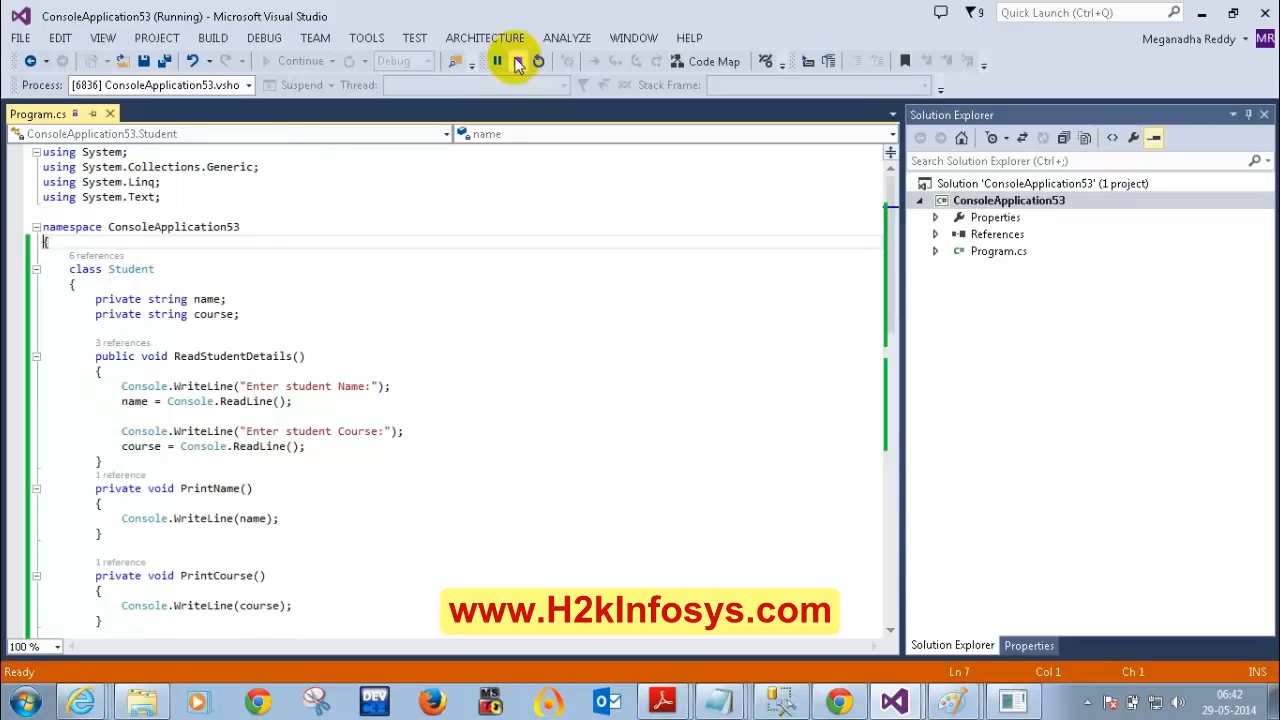 ConsoleApplication53 (Running) - Microsoft Visual Studio
9
Quick Launch (Ctrl+Q)
FILE EDIT VIEW PROJECT BUILD DEBUG TEAM TOOLS TEST ARCHITECTURE ANALYZE WINDOW HELP
Meganadha Reddy MR
Continue Debug Code Map
Process: [6836] ConsoleApplication53.vsho Suspend Thread: Stack Frame:
Program.cs
ConsoleApplication53.Student name
using System;
using System.Collections.Generic;
using System.Linq;
using System.Text;
namespace ConsoleApplication53
{
6 references
class Student
{
private string name;
private string course;
3 references
public void ReadStudentDetails()
{
Console.WriteLine("Enter student Name:");
name = Console.ReadLine();
Console.WriteLine("Enter student Course:");
course = Console.ReadLine();
}
1 reference
private void PrintName()
{
Console.WriteLine(name);
}
1 reference
private void PrintCourse()
{
Console.WriteLine(course);
}
100 %
Solution Explorer
Search Solution Explorer (Ctrl+;)
Solution 'ConsoleApplication53' (1 project)
C# ConsoleApplication53
Properties
References
C# Program.cs
Solution Explorer Properties
www.H2kInfosys.com
Ready Ln 7 Col 1 Ch 1 INS
DEV
MS
06:42
29-05-2014